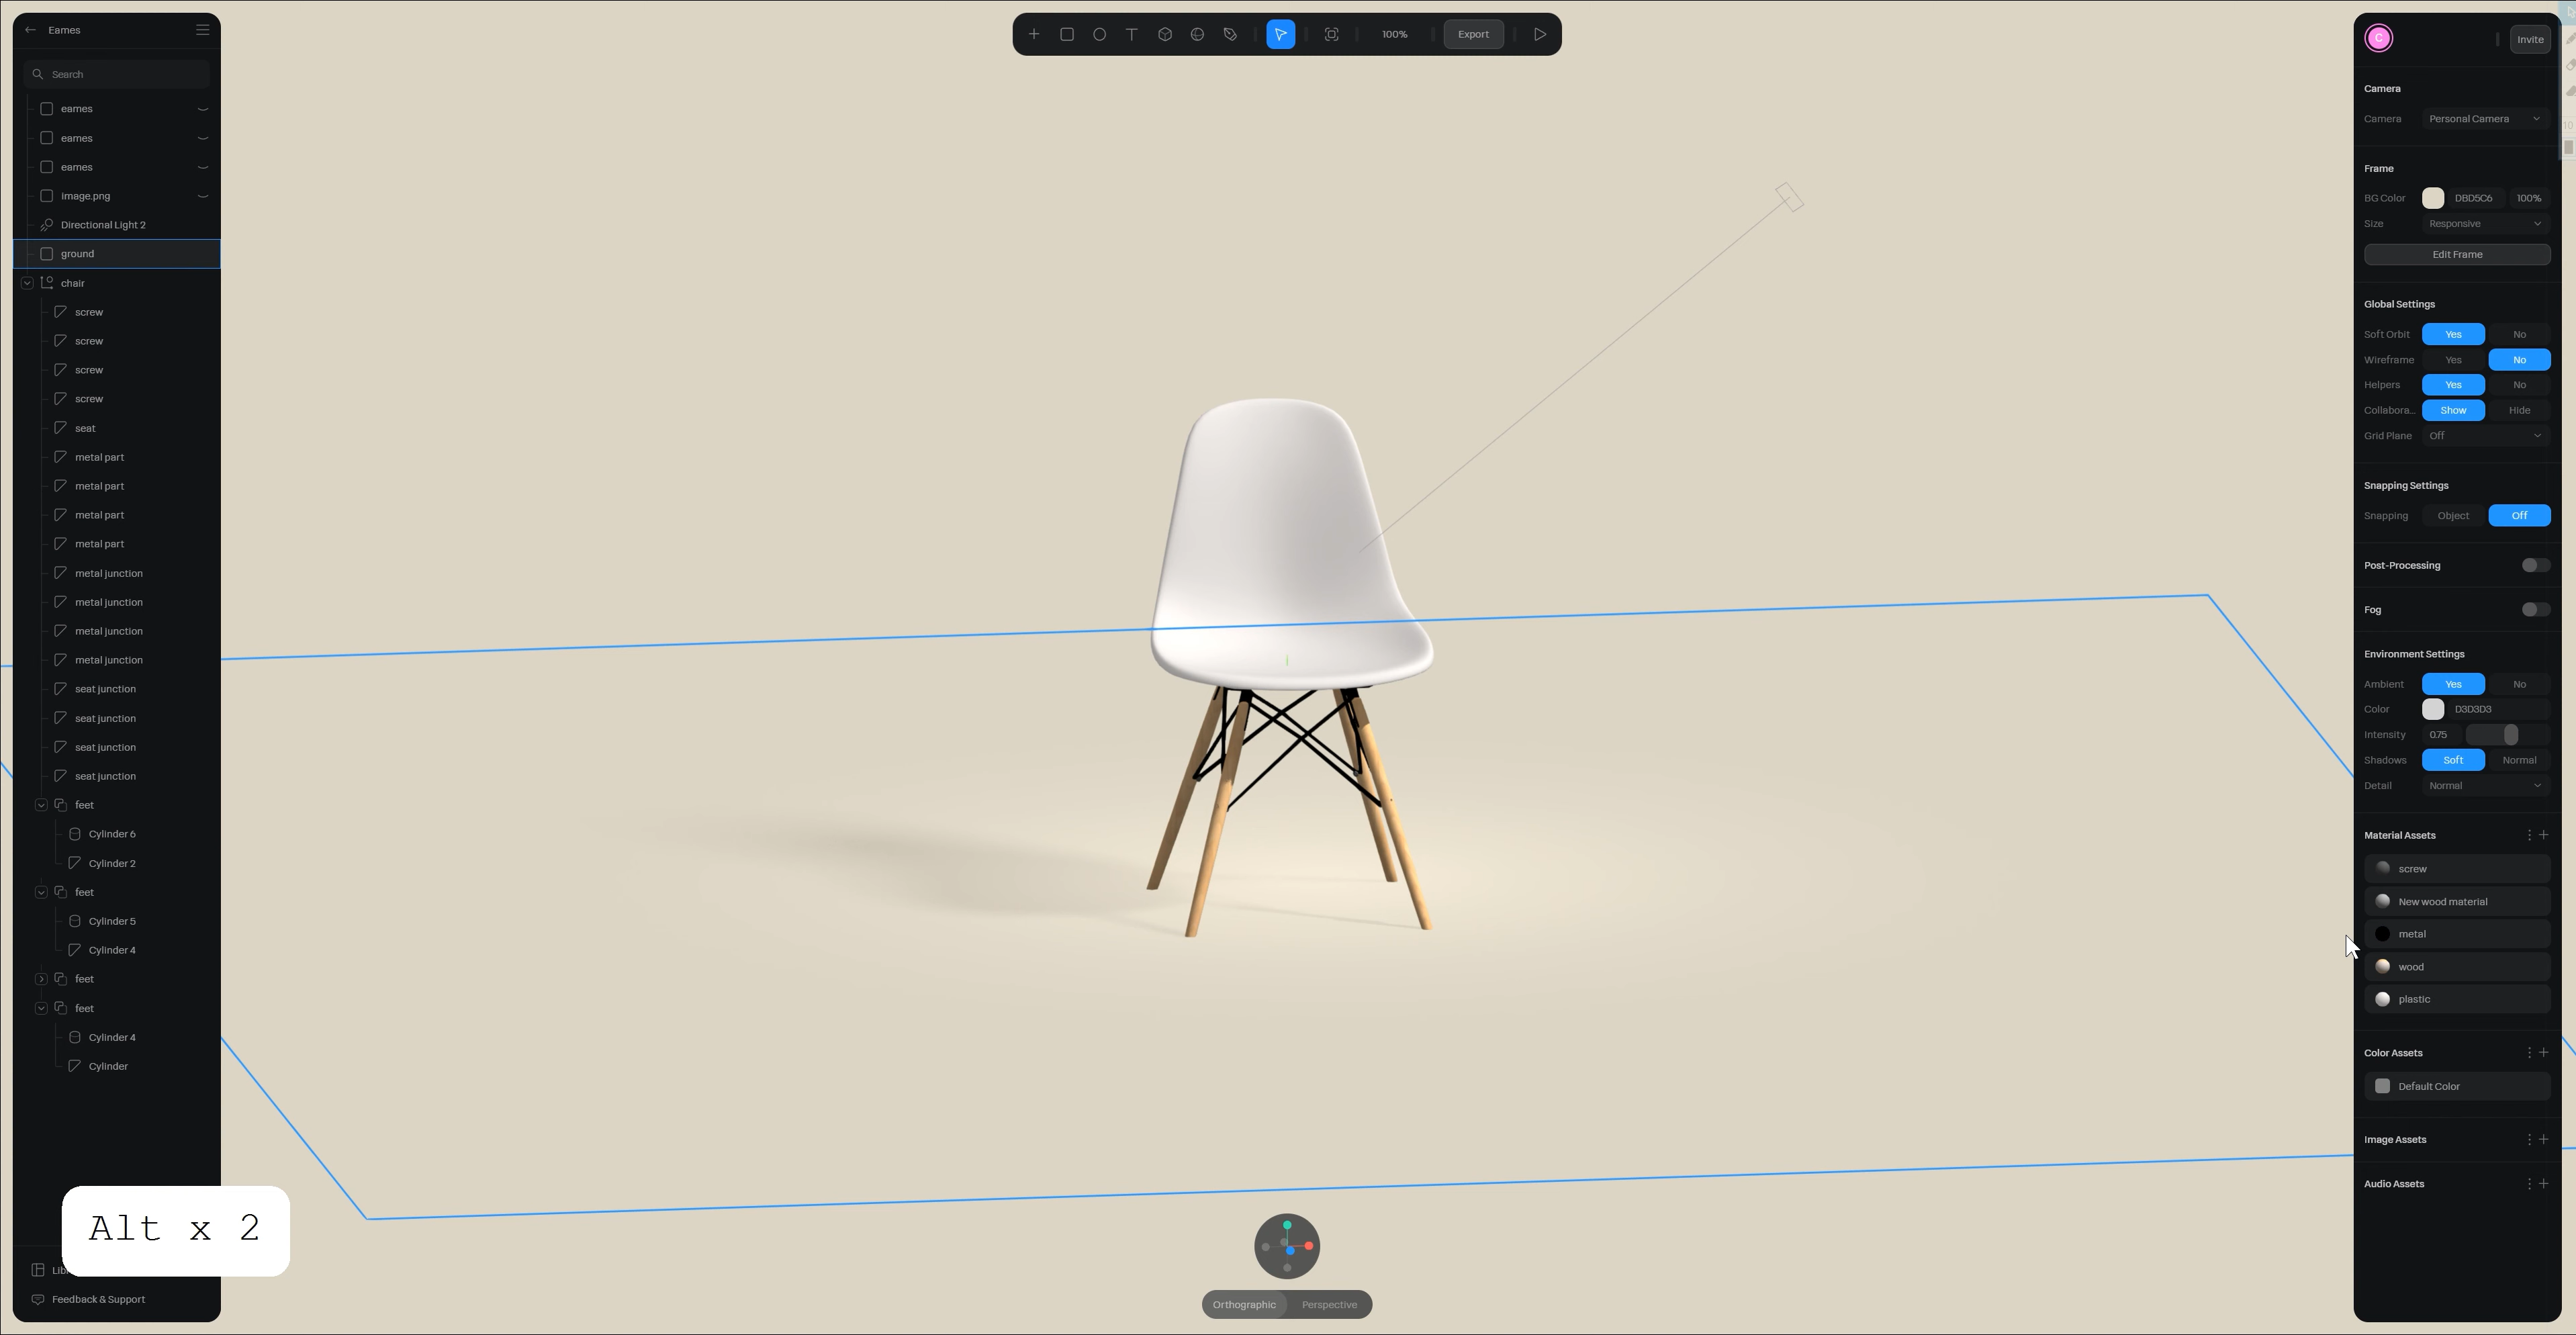 Eames
Search
eames
eames
eames
image.png
Directional Light 2
ground
chair
screw
screw
screw
screw
seat
metal part
metal part
metal part
metal part
metal junction
metal junction
metal junction
metal junction
seat junction
seat junction
seat junction
seat junction
feet
Cylinder 6
Cylinder 2
feet
Cylinder 5
Cylinder 4
feet
feet
Cylinder 4
Cylinder
Alt x 2
Feedback & Support
100%
Export
Orthographic
Perspective
C
Invite
Camera
Camera Personal Camera
Frame
BG Color DBD5C6 100%
Size Responsive
Edit Frame
Global Settings
Soft Orbit Yes No
Wireframe Yes No
Helpers Yes No
Collabora... Show Hide
Grid Plane Off
Snapping Settings
Snapping Object Off
Post-Processing
Fog
Environment Settings
Ambient Yes No
Color D3D3D3
Intensity 0.75
Shadows Soft Normal
Detail Normal
Material Assets
screw
New wood material
metal
wood
plastic
Color Assets
Default Color
Image Assets
Audio Assets
10